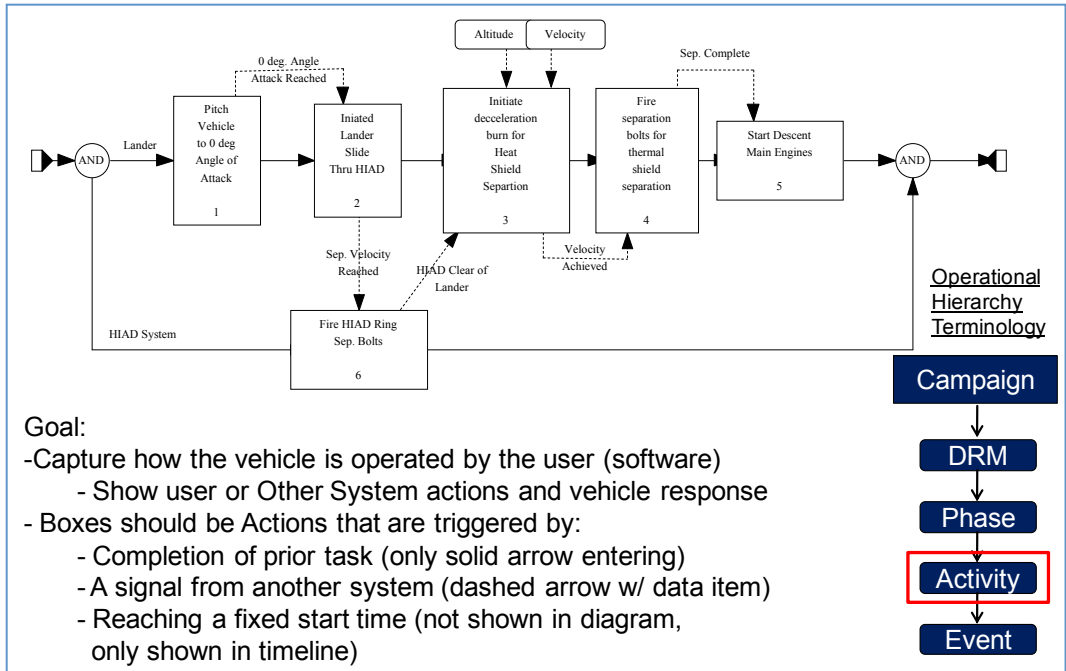 Altitude
Velocity
0 deg. Angle
Attack Reached
Sep. Complete
Pitch
Vehicle
to 0 deg
Angle of
Attack
1
Iniated
Lander
Slide
Thru HIAD
2
Initiate
decceleration
burn for
Heat
Shield
Separtion
3
Fire
separation
bolts for
thermal
shield
separation
4
Start Descent
Main Engines
5
AND
Lander
AND
Sep. Velocity
Reached
HIAD Clear of
Lander
Velocity
Achieved
HIAD System
Fire HIAD Ring
Sep. Bolts
6
Operational
Hierarchy
Terminology
Campaign
DRM
Phase
Activity
Event
Goal:
-Capture how the vehicle is operated by the user (software)
- Show user or Other System actions and vehicle response
- Boxes should be Actions that are triggered by:
- Completion of prior task (only solid arrow entering)
- A signal from another system (dashed arrow w/ data item)
- Reaching a fixed start time (not shown in diagram,
only shown in timeline)